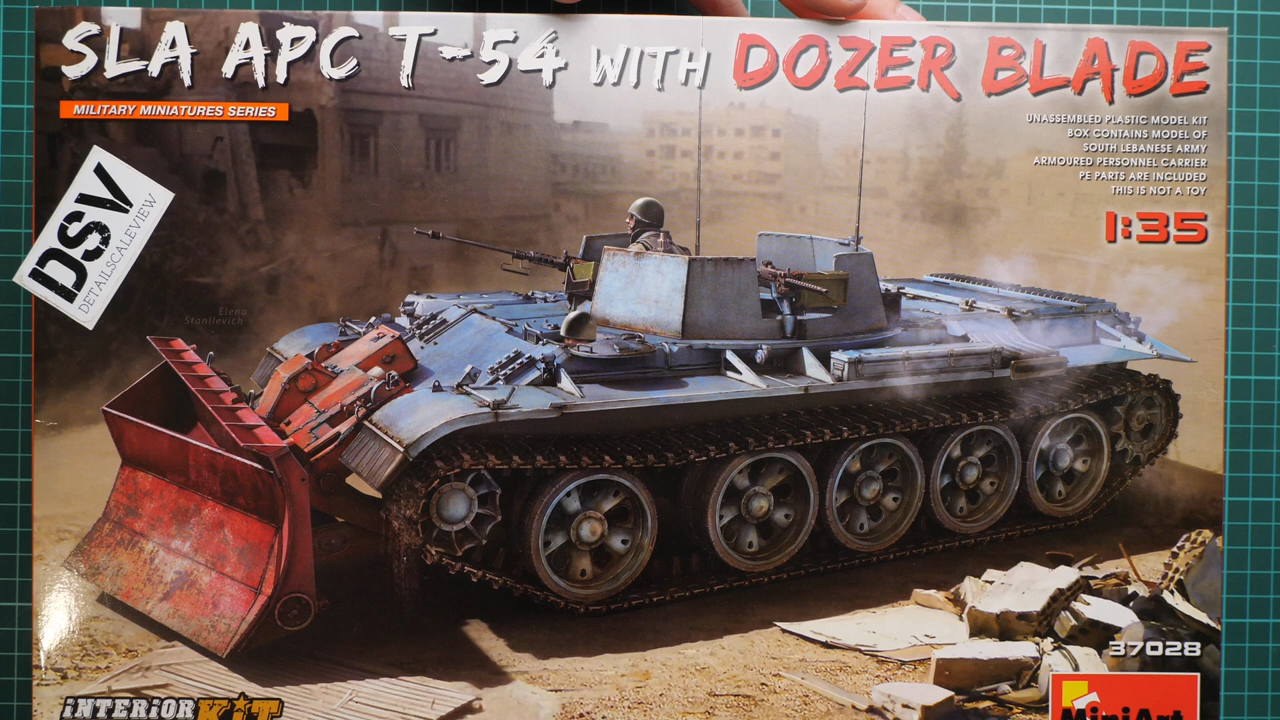 SLA APC T-54 WITH DOZER BLADE
MILITARY MINIATURES SERIES
UNASSEMBLED PLASTIC MODEL KIT
BOX CONTAINS MODEL OF
SOUTH LEBANESE ARMY
ARMOURED PERSONNEL CARRIER
PE PARTS ARE INCLUDED
THIS IS NOT A TOY
1:35
DSV
DETAILSCALEVIEW
Elena
Stanilevich
37028
INTERIOR KIT
MiniArt